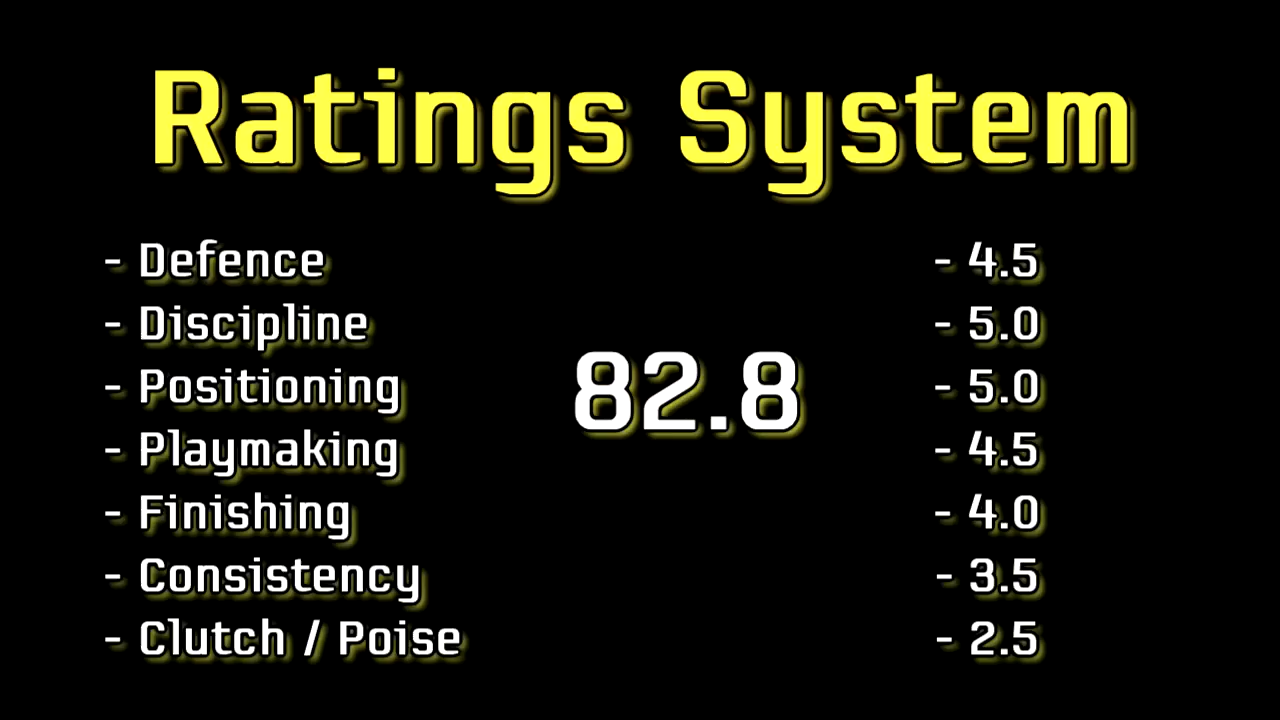 Ratings System
- Defence - 4.5
- Discipline - 5.0
- Positioning - 5.0
82.8
- Playmaking - 4.5
- Finishing - 4.0
- Consistency - 3.5
- Clutch / Poise - 2.5